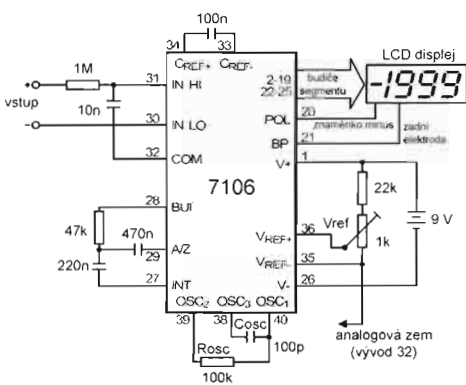 100n
34
33
CREF+
CREF-
LCD displej
-1999
1M
31
IN HI
2-19
22-25
budiče
segmentu
vstup
10n
POL
20
znaménko minus
30
IN LO
BP
21
zadní
elektroda
32
COM
V+
1
7106
22k
28
BUF
47k
470n
VREF+
36
Vref
9 V
A/Z
29
1k
220n
VREF-
35
27
INT
V-
26
OSC2
OSC3
OSC1
39
38
40
Cosc
100p
analogová zem
(vývod 32)
Rosc
100k